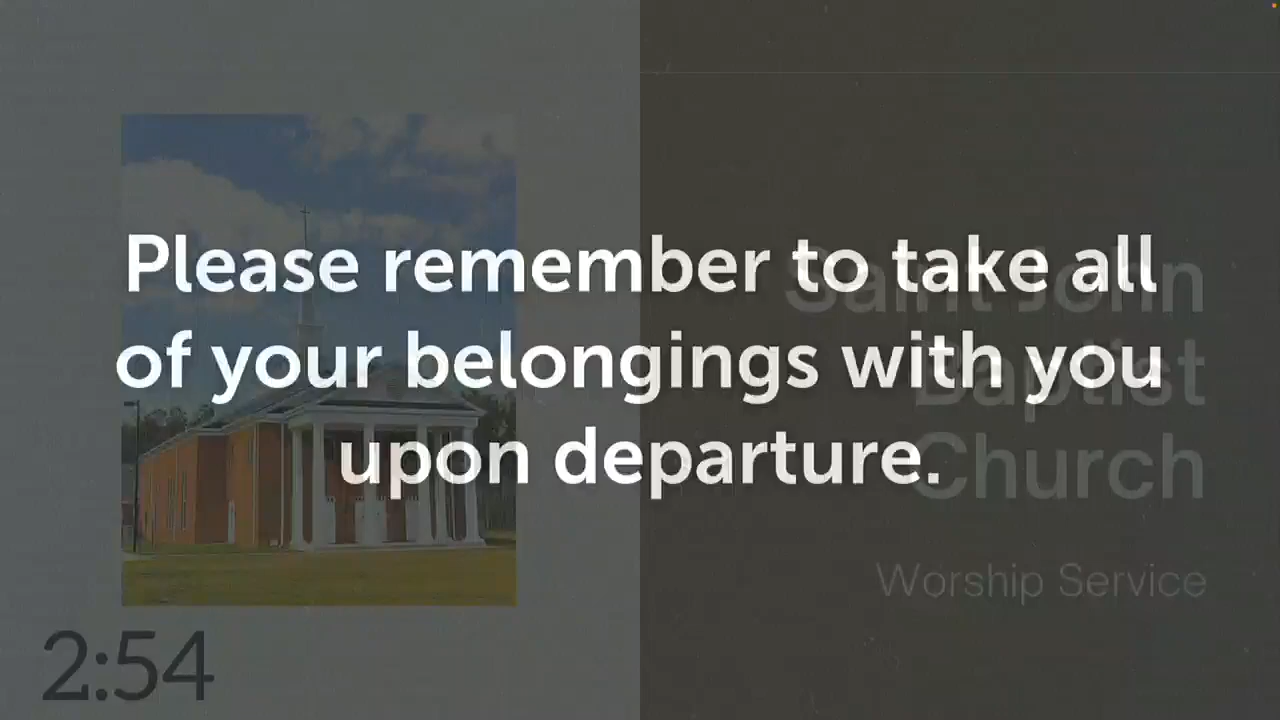 Please remember to take all
of your belongings with you
upon departure.
Saint John
Baptist
Church
Worship Service
2:54